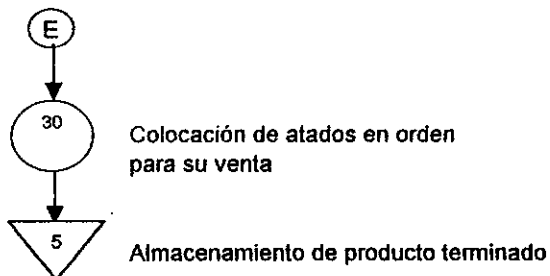 E
30
Colocación de atados en orden
para su venta
5
Almacenamiento de producto terminado